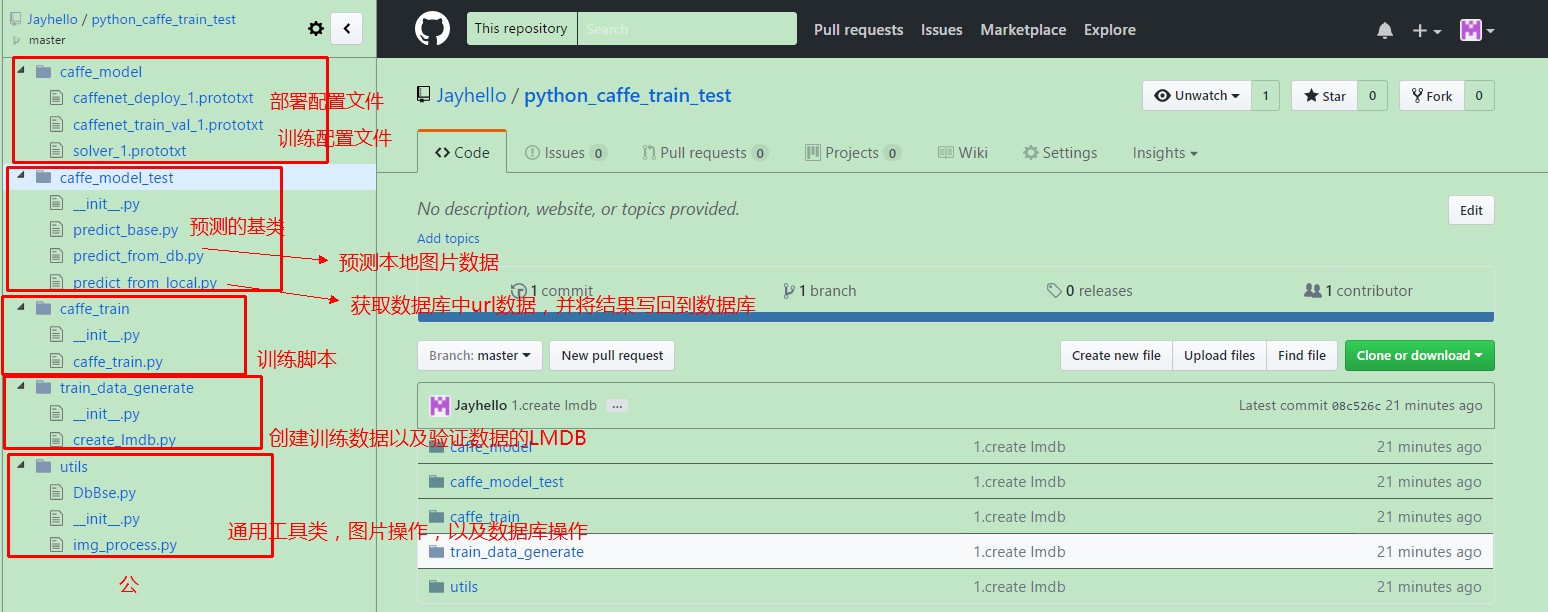 Jayhello / python_caffe_train_test
master
caffe_model
caffenet_deploy_1.prototxt 部署配置文件
caffenet_train_val_1.prototxt 训练配置文件
solver_1.prototxt
caffe_model_test
__init__.py
predict_base.py 预测的基类
predict_from_db.py 预测本地图片数据
predict_from_local.py 获取数据库中url数据，并将结果写回到数据库
caffe_train
__init__.py
caffe_train.py 训练脚本
train_data_generate
__init__.py
create_lmdb.py 创建训练数据以及验证数据的LMDB
utils
DbBse.py
__init__.py 通用工具类，图片操作，以及数据库操作
img_process.py
公
This repository Search Pull requests Issues Marketplace Explore
Jayhello / python_caffe_train_test Unwatch 1 Star 0 Fork 0
<> Code Issues 0 Pull requests 0 Projects 0 Wiki Settings Insights
No description, website, or topics provided. Edit
Add topics
1 commit 1 branch 0 releases 1 contributor
Branch: master New pull request Create new file Upload files Find file Clone or download
Jayhello 1.create lmdb … Latest commit 08c526c 21 minutes ago
caffe_model 1.create lmdb 21 minutes ago
caffe_model_test 1.create lmdb 21 minutes ago
caffe_train 1.create lmdb 21 minutes ago
train_data_generate 1.create lmdb 21 minutes ago
utils 1.create lmdb 21 minutes ago